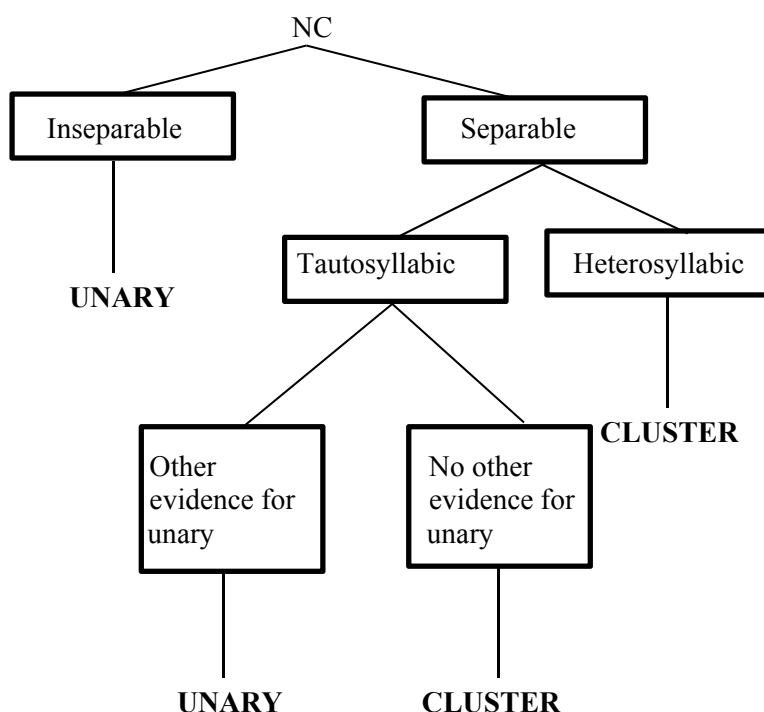 NC
Inseparable
Separable
Tautosyllabic
Heterosyllabic
UNARY
CLUSTER
Other
evidence for
unary
No other
evidence for
unary
UNARY
CLUSTER